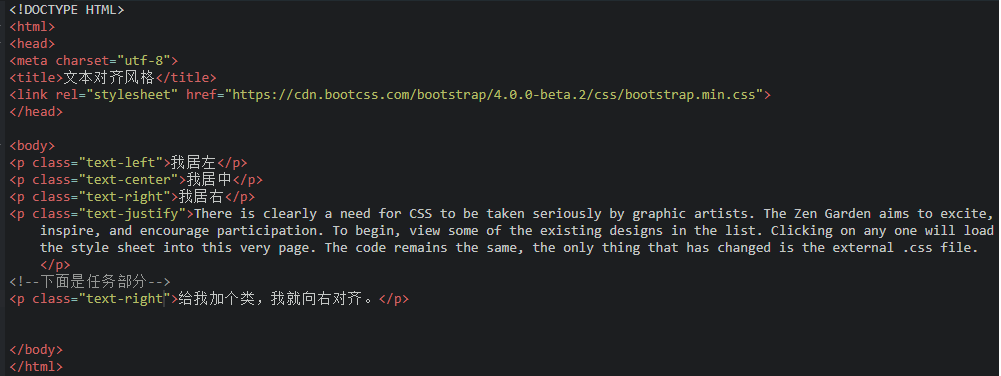 <!DOCTYPE HTML>
<html>
<head>
<meta charset="utf-8">
<title>文本对齐风格</title>
<link rel="stylesheet" href="https://cdn.bootcss.com/bootstrap/4.0.0-beta.2/css/bootstrap.min.css">
</head>
<body>
<p class="text-left">我居左</p>
<p class="text-center">我居中</p>
<p class="text-right">我居右</p>
<p class="text-justify">There is clearly a need for CSS to be taken seriously by graphic artists. The Zen Garden aims to excite,
inspire, and encourage participation. To begin, view some of the existing designs in the list. Clicking on any one will load
the style sheet into this very page. The code remains the same, the only thing that has changed is the external .css file.
</p>
<!--下面是任务部分-->
<p class="text-right">给我加个类，我就向右对齐。</p>
</body>
</html>